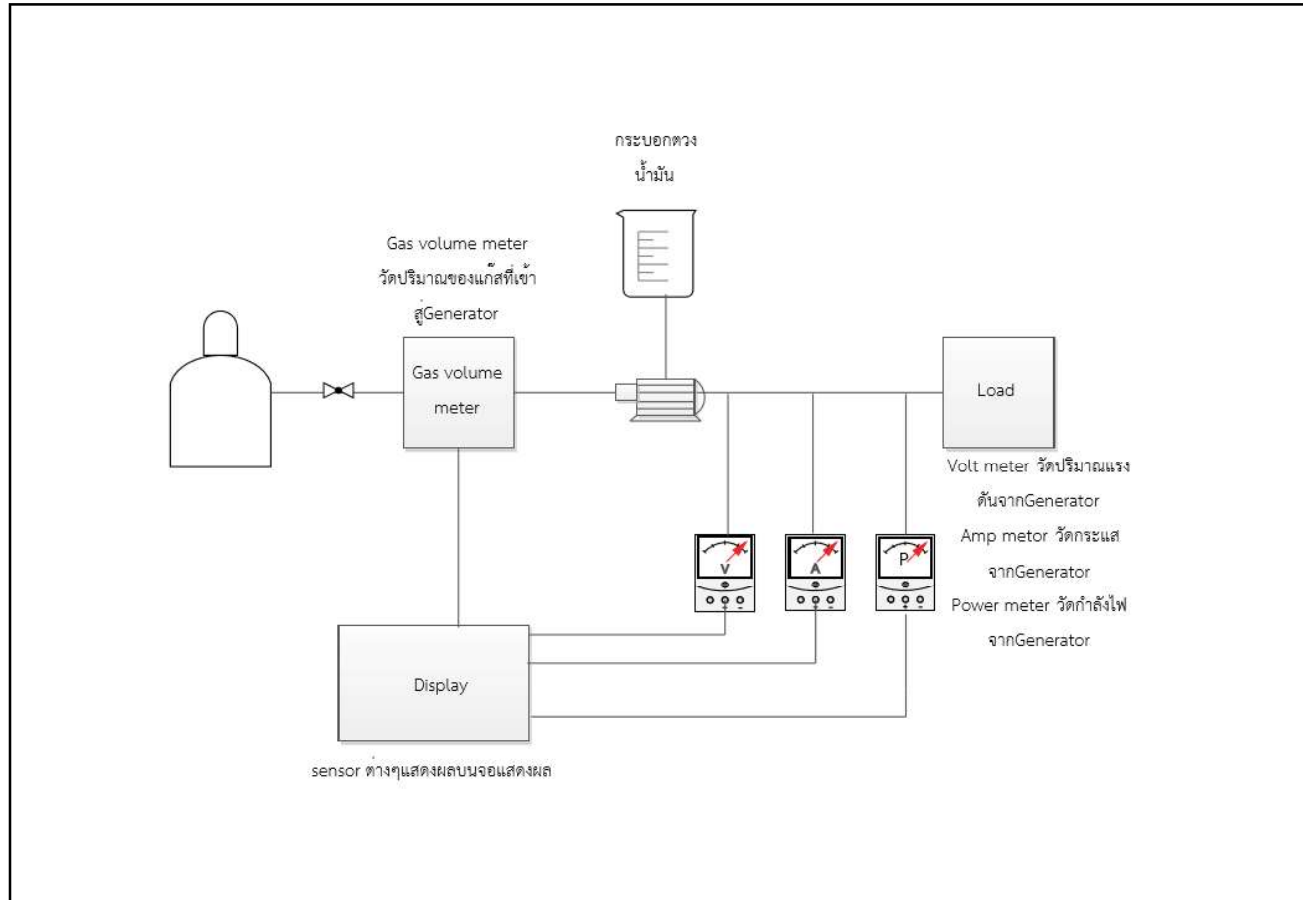 กระบอกตวง
น้ำมัน
Gas volume meter
วัดปริมาณของแก๊สที่เข้า
สู่Generator
Gas volume
meter
Load
Volt meter วัดปริมาณแรง
ดันจากGenerator
Amp metor วัดกระแส
จากGenerator
Power meter วัดกำลังไฟ
จากGenerator
V
A
P
Display
sensor ต่างๆแสดงผลบนจอแสดงผล